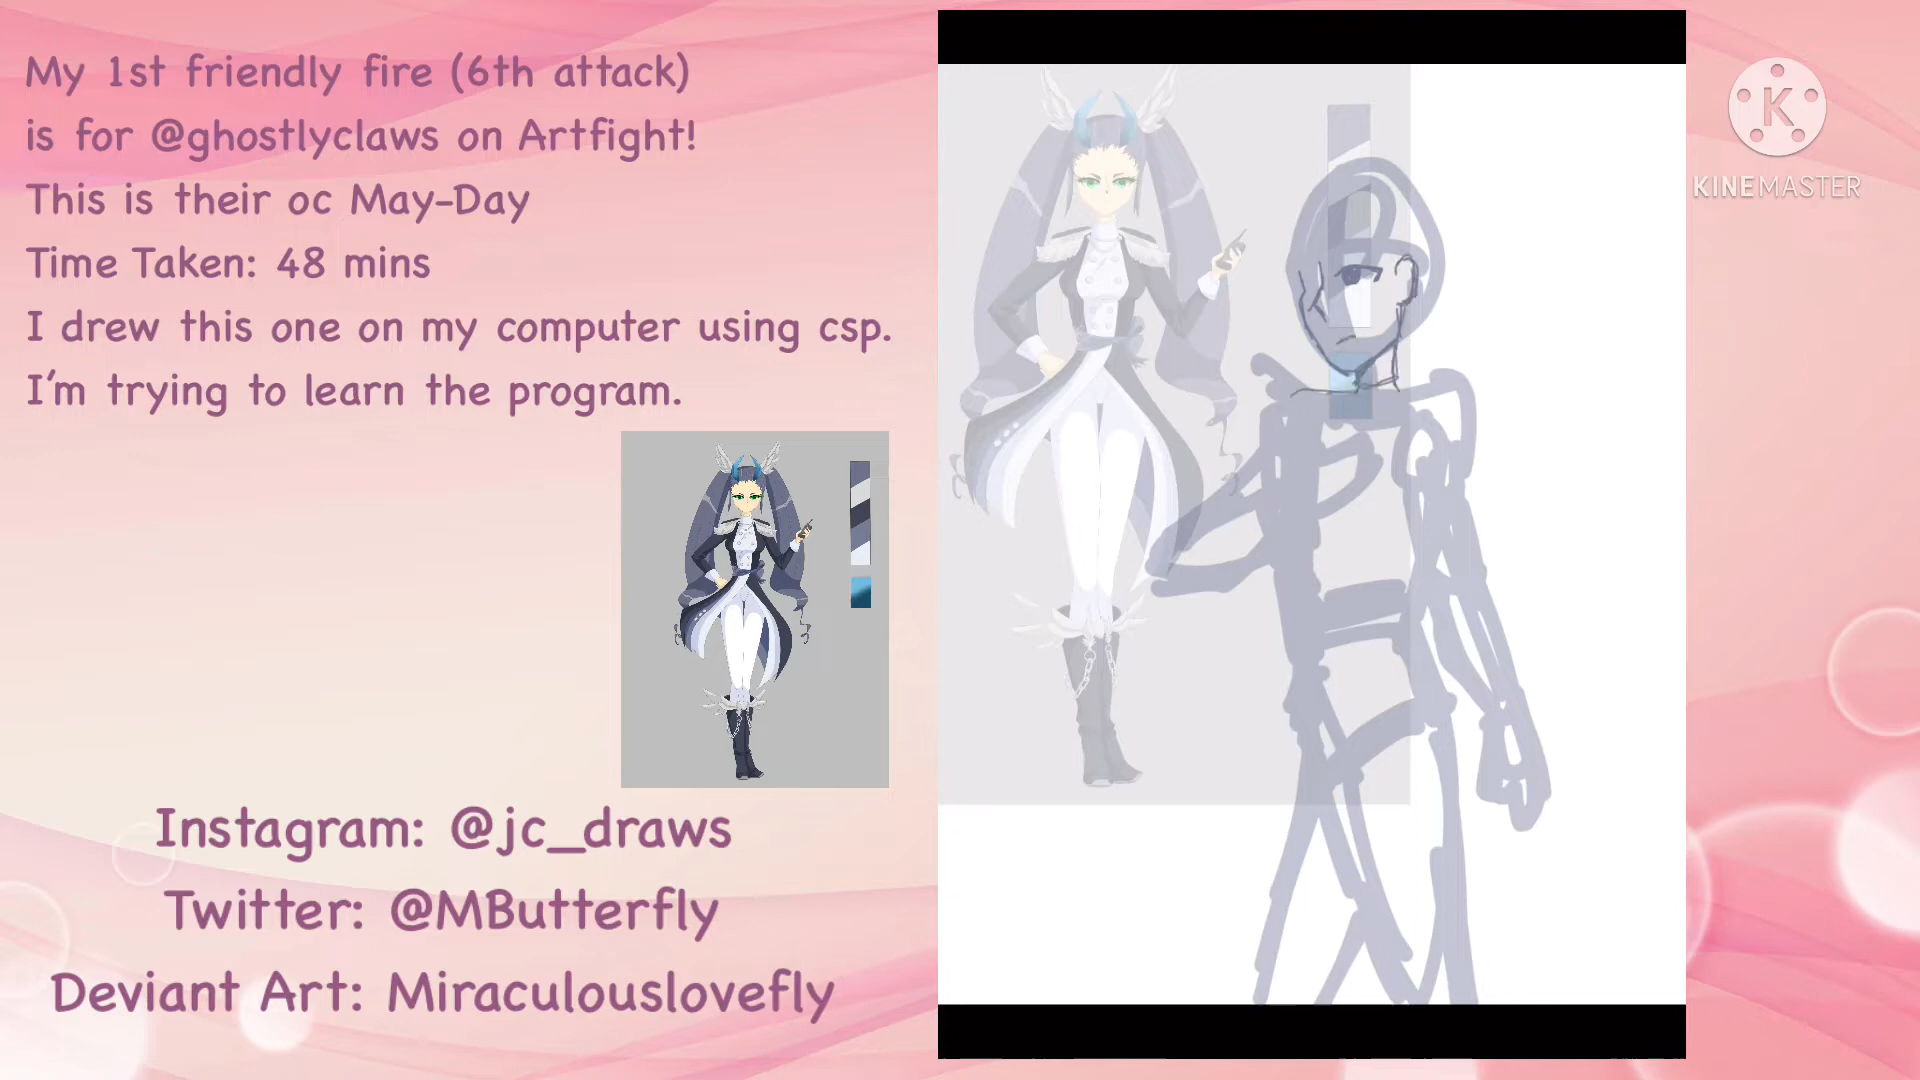 My 1st friendly fire (6th attack)
is for @ghostlyclaws on Artfight!
This is their oc May-Day
Time Taken: 48 mins
I drew this one on my computer using csp.
I'm trying to learn the program.
Instagram: @jc_draws
Twitter: @MButterfly
Deviant Art: Miraculouslovefly
K
KINEMASTER